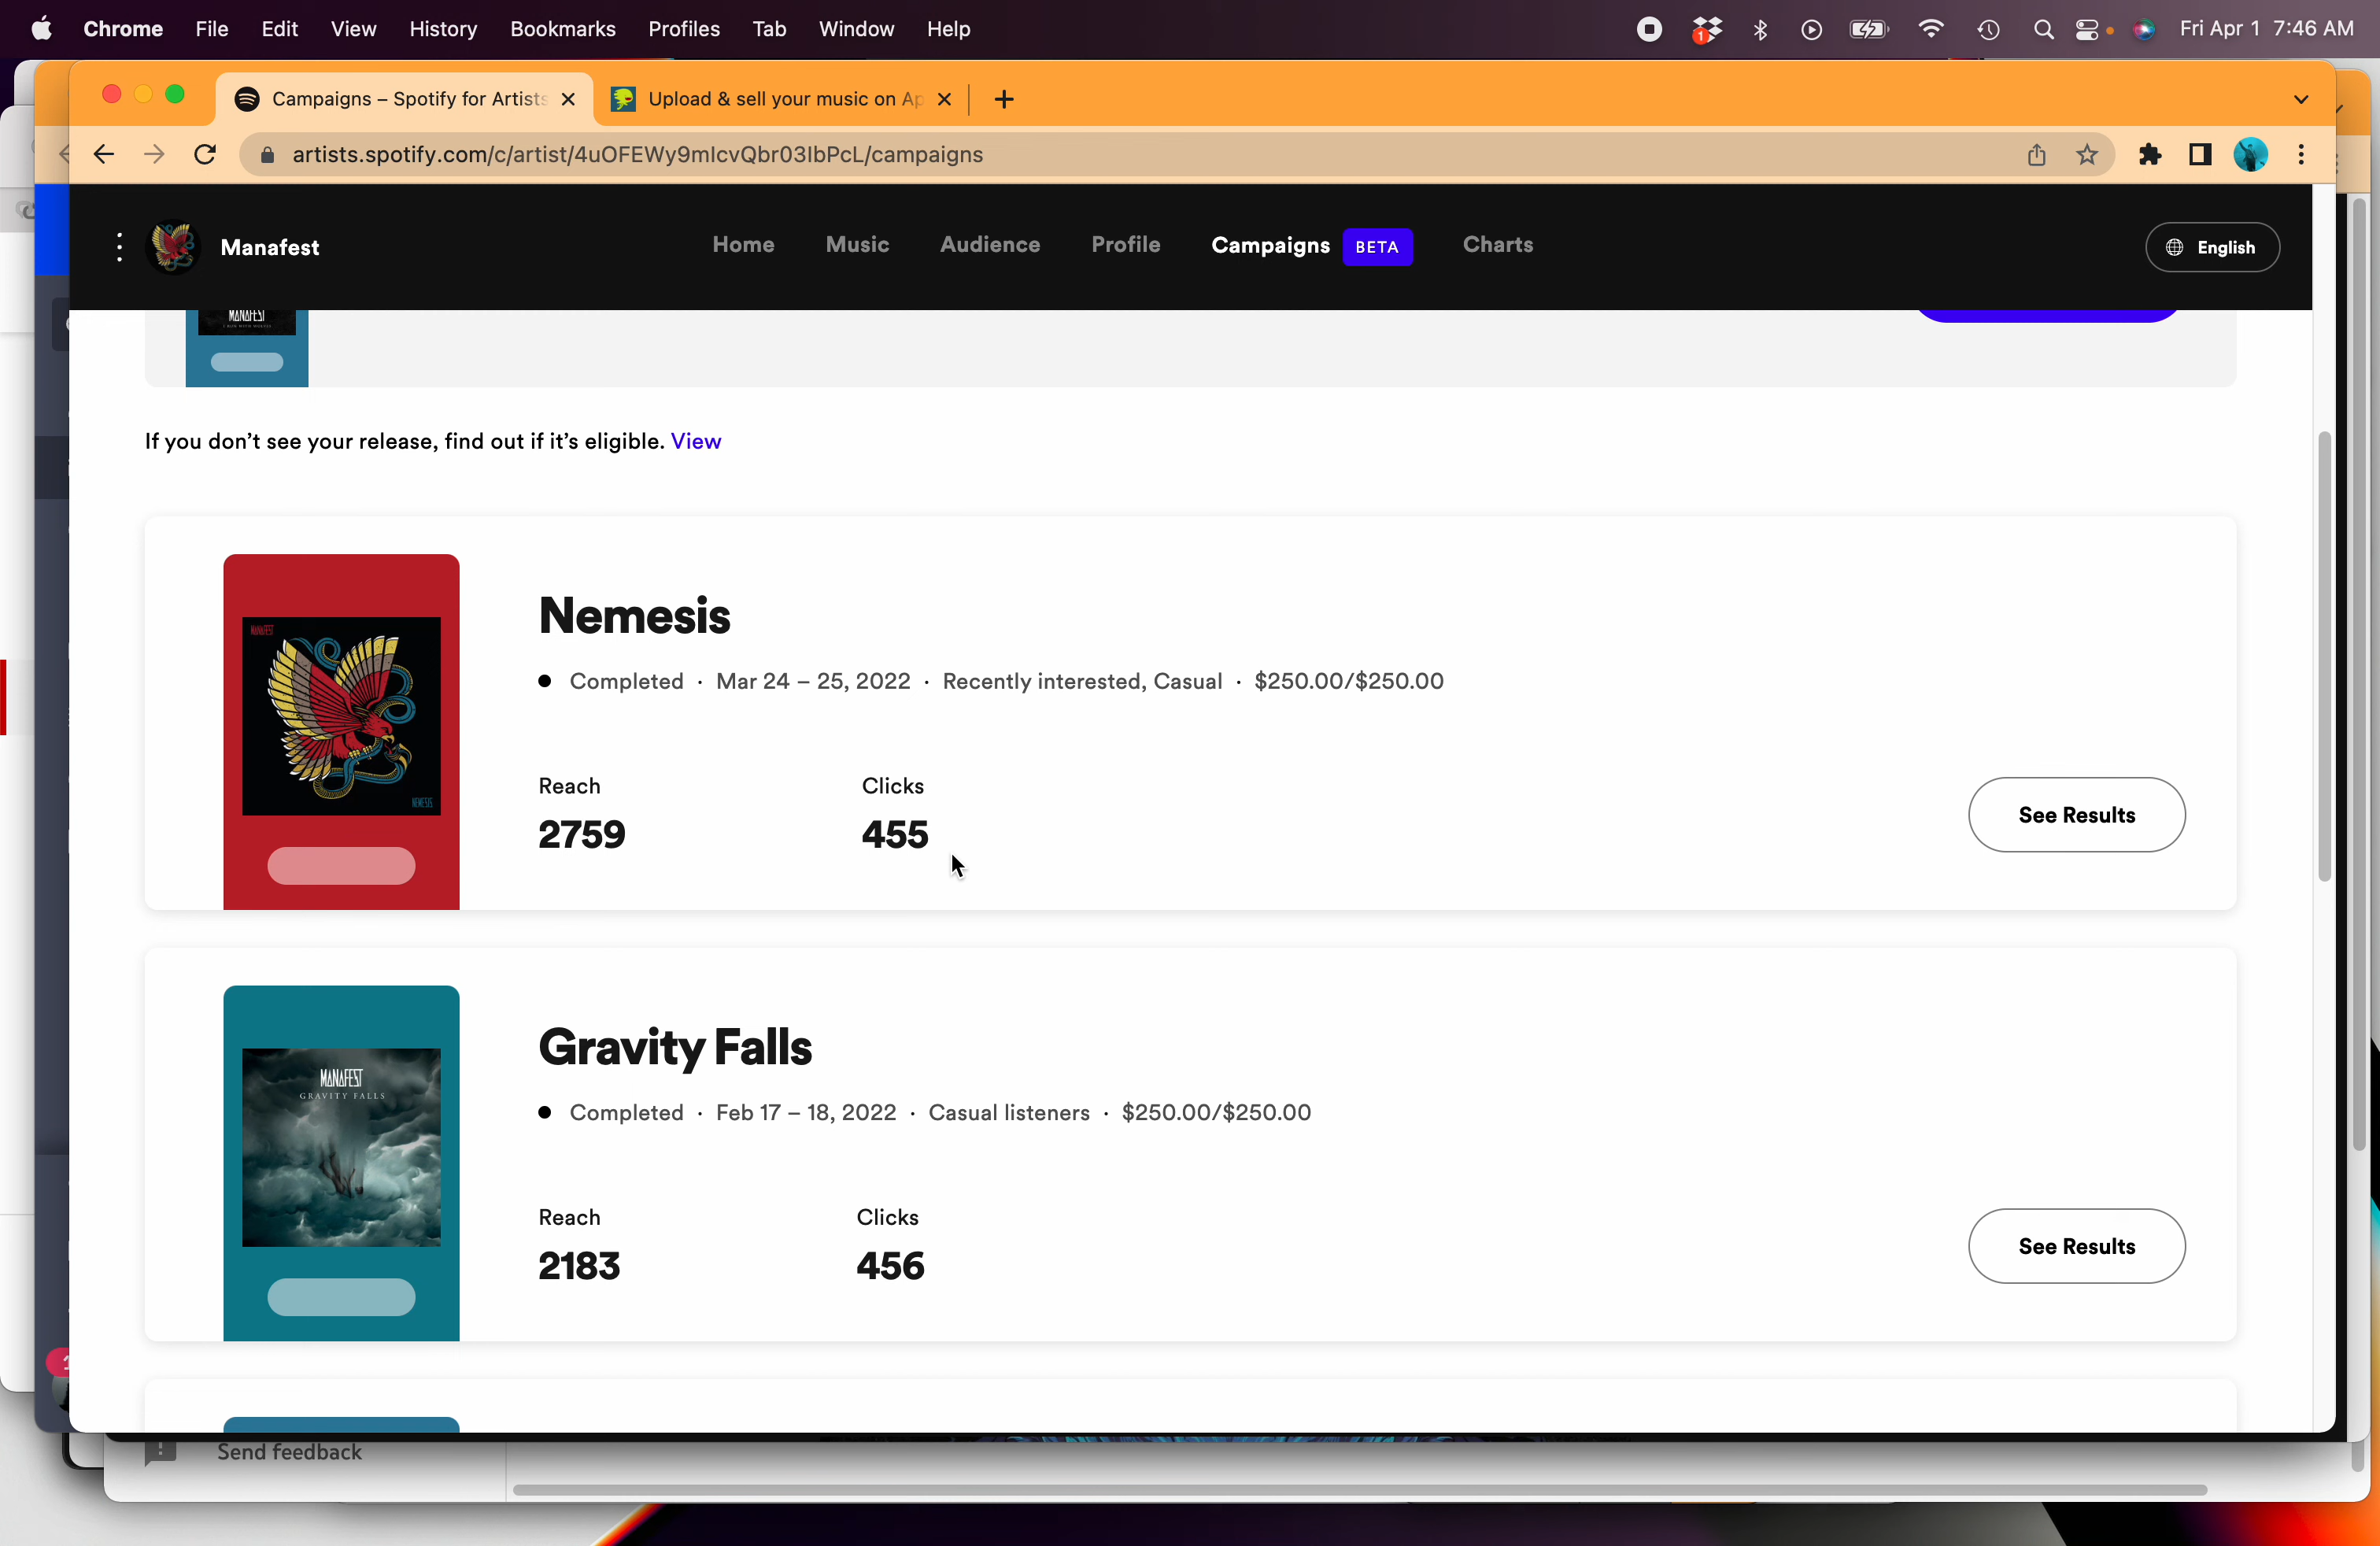 Chrome File Edit View History Bookmarks Profiles Tab Window Help 1 Fri Apr 1 7:46 AM
Campaigns – Spotify for Artists Upload & sell your music on Ap
artists.spotify.com/c/artist/4uOFEWy9mlcvQbr03lbPcL/campaigns
Manafest Home Music Audience Profile Campaigns BETA Charts English
MANAFEST
If you don't see your release, find out if it's eligible. View
MANAFEST
NEMESIS
Nemesis
Completed · Mar 24 – 25, 2022 · Recently interested, Casual · $250.00/$250.00
Reach Clicks
2759 455
See Results
MANAFEST
GRAVITY FALLS
Gravity Falls
Completed · Feb 17 – 18, 2022 · Casual listeners · $250.00/$250.00
Reach Clicks
2183 456
See Results
Send feedback